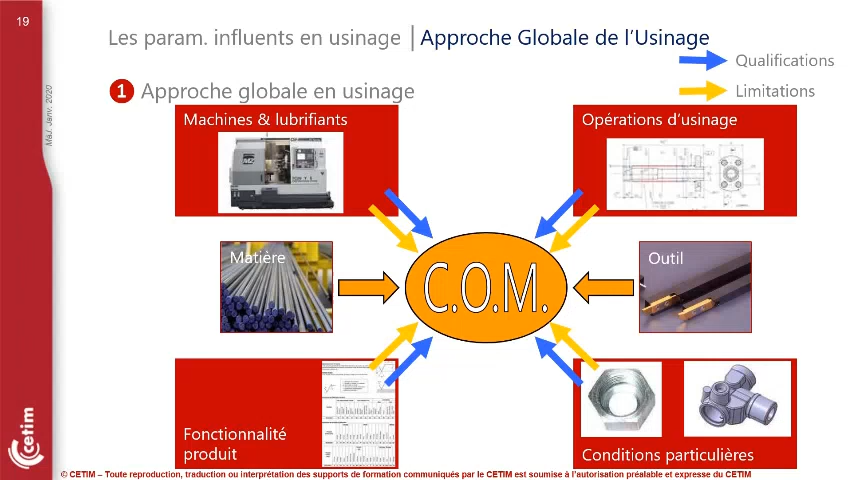 19
Les param. influents en usinage | Approche Globale de l'Usinage
Qualifications
Limitations
1 Approche globale en usinage
MàJ. Janv. 2020
Machines & lubrifiants
Opérations d'usinage
Matière
Outil
C.O.M.
Fonctionnalité
produit
Conditions particulières
cetim
© CETIM – Toute reproduction, traduction ou interprétation des supports de formation communiqués par le CETIM est soumise à l'autorisation préalable et expresse du CETIM